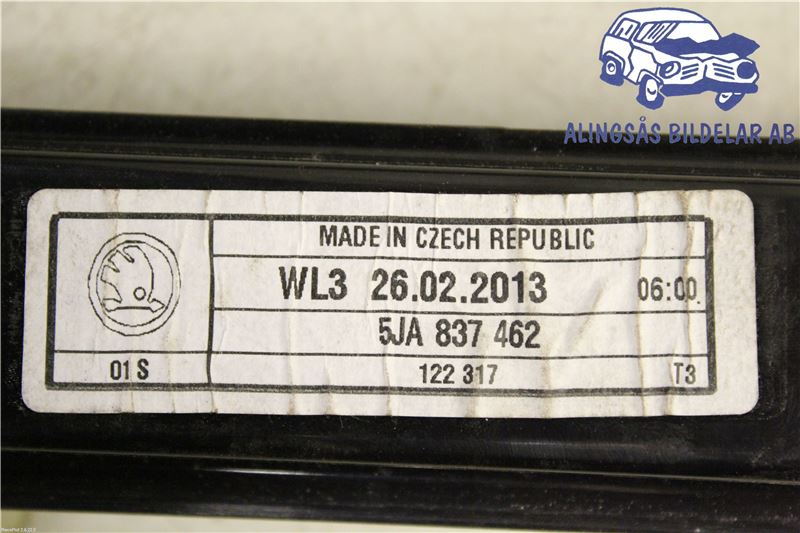 ALINGSÅS BILDELAR AB
MADE IN CZECH REPUBLIC
WL3 26.02.2013 06:00
5JA 837 462
01 S 122 317 T3